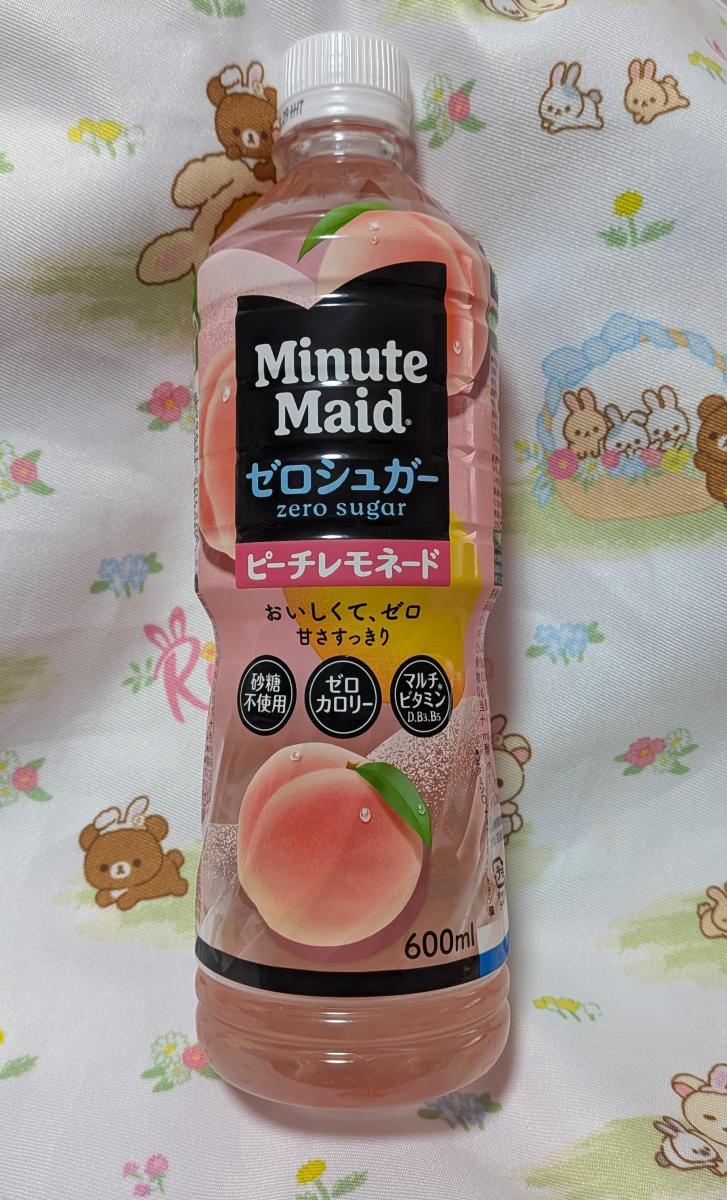 Minute
Maid®
ゼロシュガー
zero sugar
ピーチレモネード
おいしくて、ゼロ
甘さすっきり
砂糖
不使用
ゼロ
カロリー
マルチ*
ビタミン
D、B3、B5
600ml